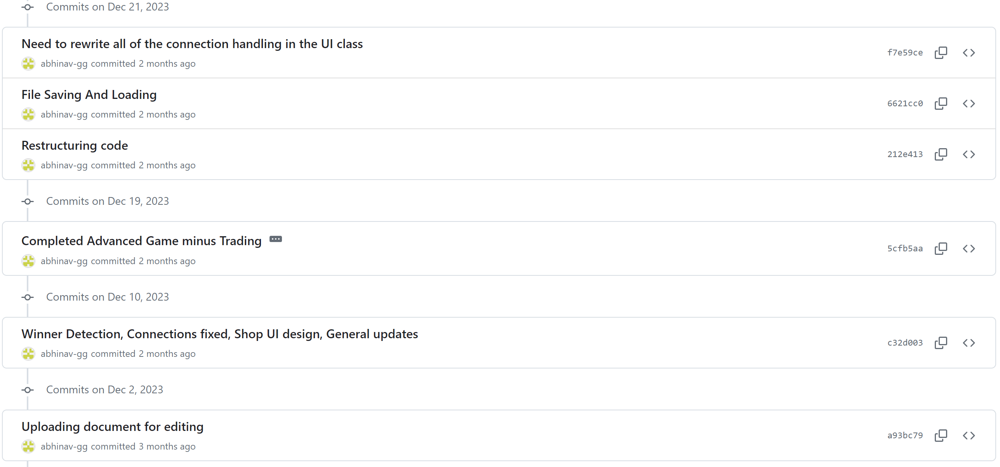 Commits on Dec 21, 2023
Need to rewrite all of the connection handling in the UI class
abhinav-gg committed 2 months ago
f7e59ce
File Saving And Loading
abhinav-gg committed 2 months ago
6621cc0
Restructuring code
abhinav-gg committed 2 months ago
212e413
Commits on Dec 19, 2023
Completed Advanced Game minus Trading
abhinav-gg committed 2 months ago
5cfb5aa
Commits on Dec 10, 2023
Winner Detection, Connections fixed, Shop UI design, General updates
abhinav-gg committed 2 months ago
c32d003
Commits on Dec 2, 2023
Uploading document for editing
abhinav-gg committed 3 months ago
a93bc79